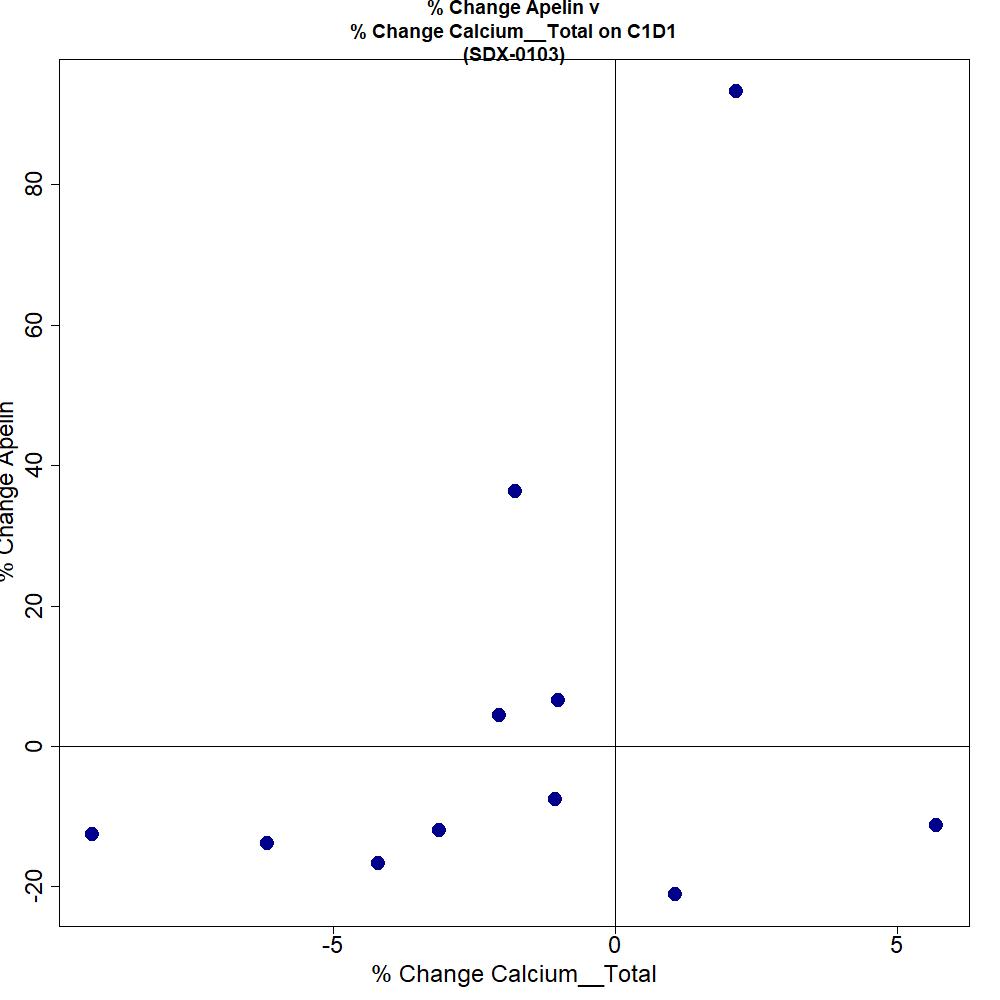 % Change Apelin v
% Change Calcium__Total on C1D1
(SDX-0103)
80
60
40
20
0
-20
% Change Apelin
-5
0
5
% Change Calcium__Total